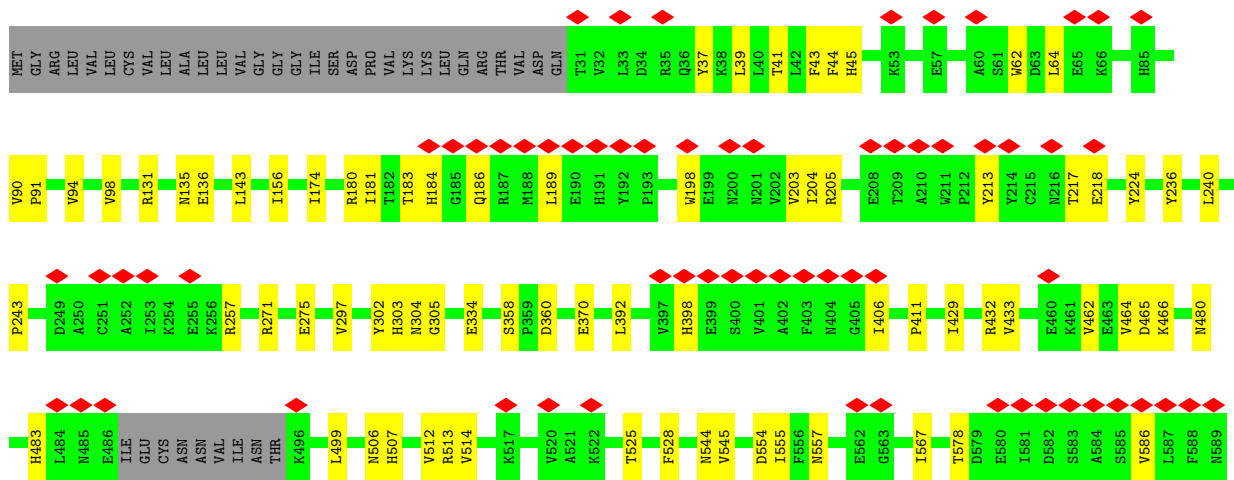 MET GLY ARG LEU VAL LEU LEU CYS VAL LEU ALA LEU LEU VAL GLY GLY GLY ILE SER ASP PRO VAL LYS LYS LEU GLN ARG THR VAL ASP GLN T31 V32 L33 D34 R35 Q36 Y37 K38 L39 L40 T41 L42 F43 F44 H45 K53 E57 A60 S61 W62 D63 L64 E65 K66 H85
V90 P91 V94 V98 R131 N135 E136 L143 I156 I174 R180 I181 T182 T183 H184 G185 Q186 R187 M188 L189 E190 H191 Y192 P193 W198 E199 N200 N201 V202 V203 I204 R205 E208 T209 A210 W211 P212 Y213 Y214 C215 N216 T217 E218 Y224 Y236 L240
P243 D249 A250 C251 A252 I253 K254 E255 K256 R257 R271 E275 V297 Y302 H303 N304 G305 E334 S358 P359 D360 E370 L392 V397 H398 E399 S400 V401 A402 F403 N404 G405 I406 P411 I429 R432 V433 E460 K461 V462 E463 V464 D465 K466 N480
H483 L484 N485 E486 ILE GLU CYS ASN ASN VAL ILE ASN THR K496 L499 N506 H507 V512 R513 V514 K517 V520 A521 K522 T525 F528 N544 V545 D554 I555 F556 N557 E562 G563 I567 T578 D579 E580 I581 D582 S583 A584 S585 V586 L587 F588 N589